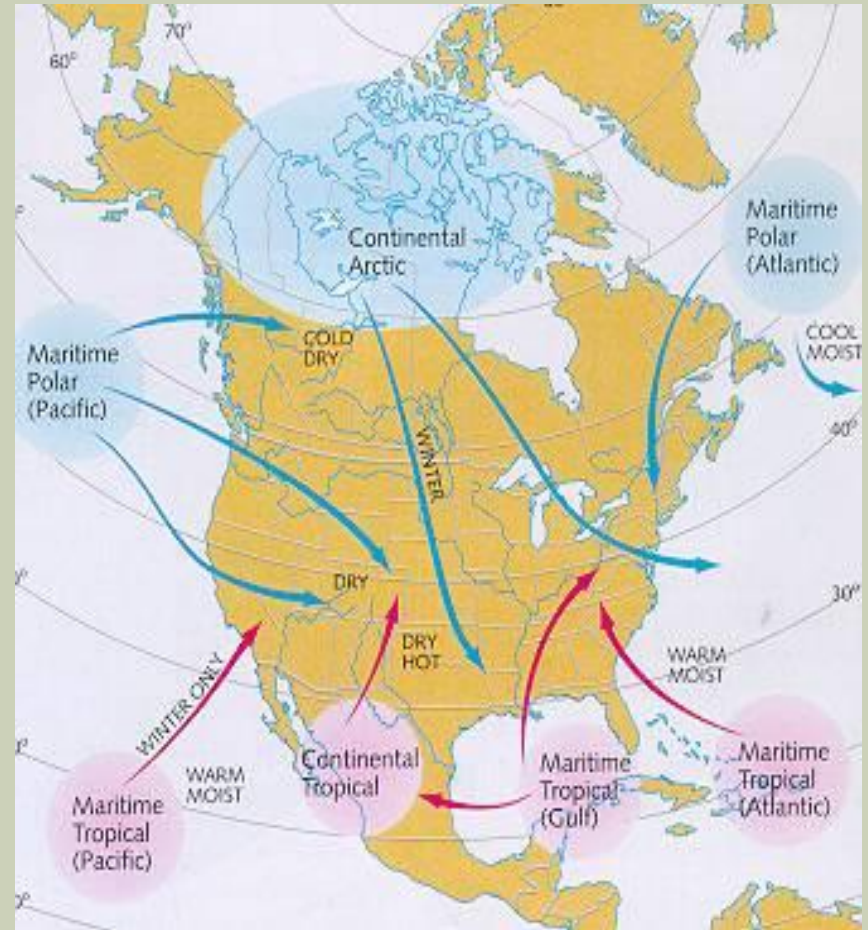 70°
60°
Maritime
Polar
(Atlantic)
Continental
Arctic
COOL
MOIST
COLD
DRY
Maritime
Polar
(Pacific)
40°
WINTER
DRY
30°
DRY
HOT
WARM
MOIST
WINTER ONLY
WARM
MOIST
Continental
Tropical
Maritime
Tropical
(Gulf)
Maritime
Tropical
(Atlantic)
Maritime
Tropical
(Pacific)